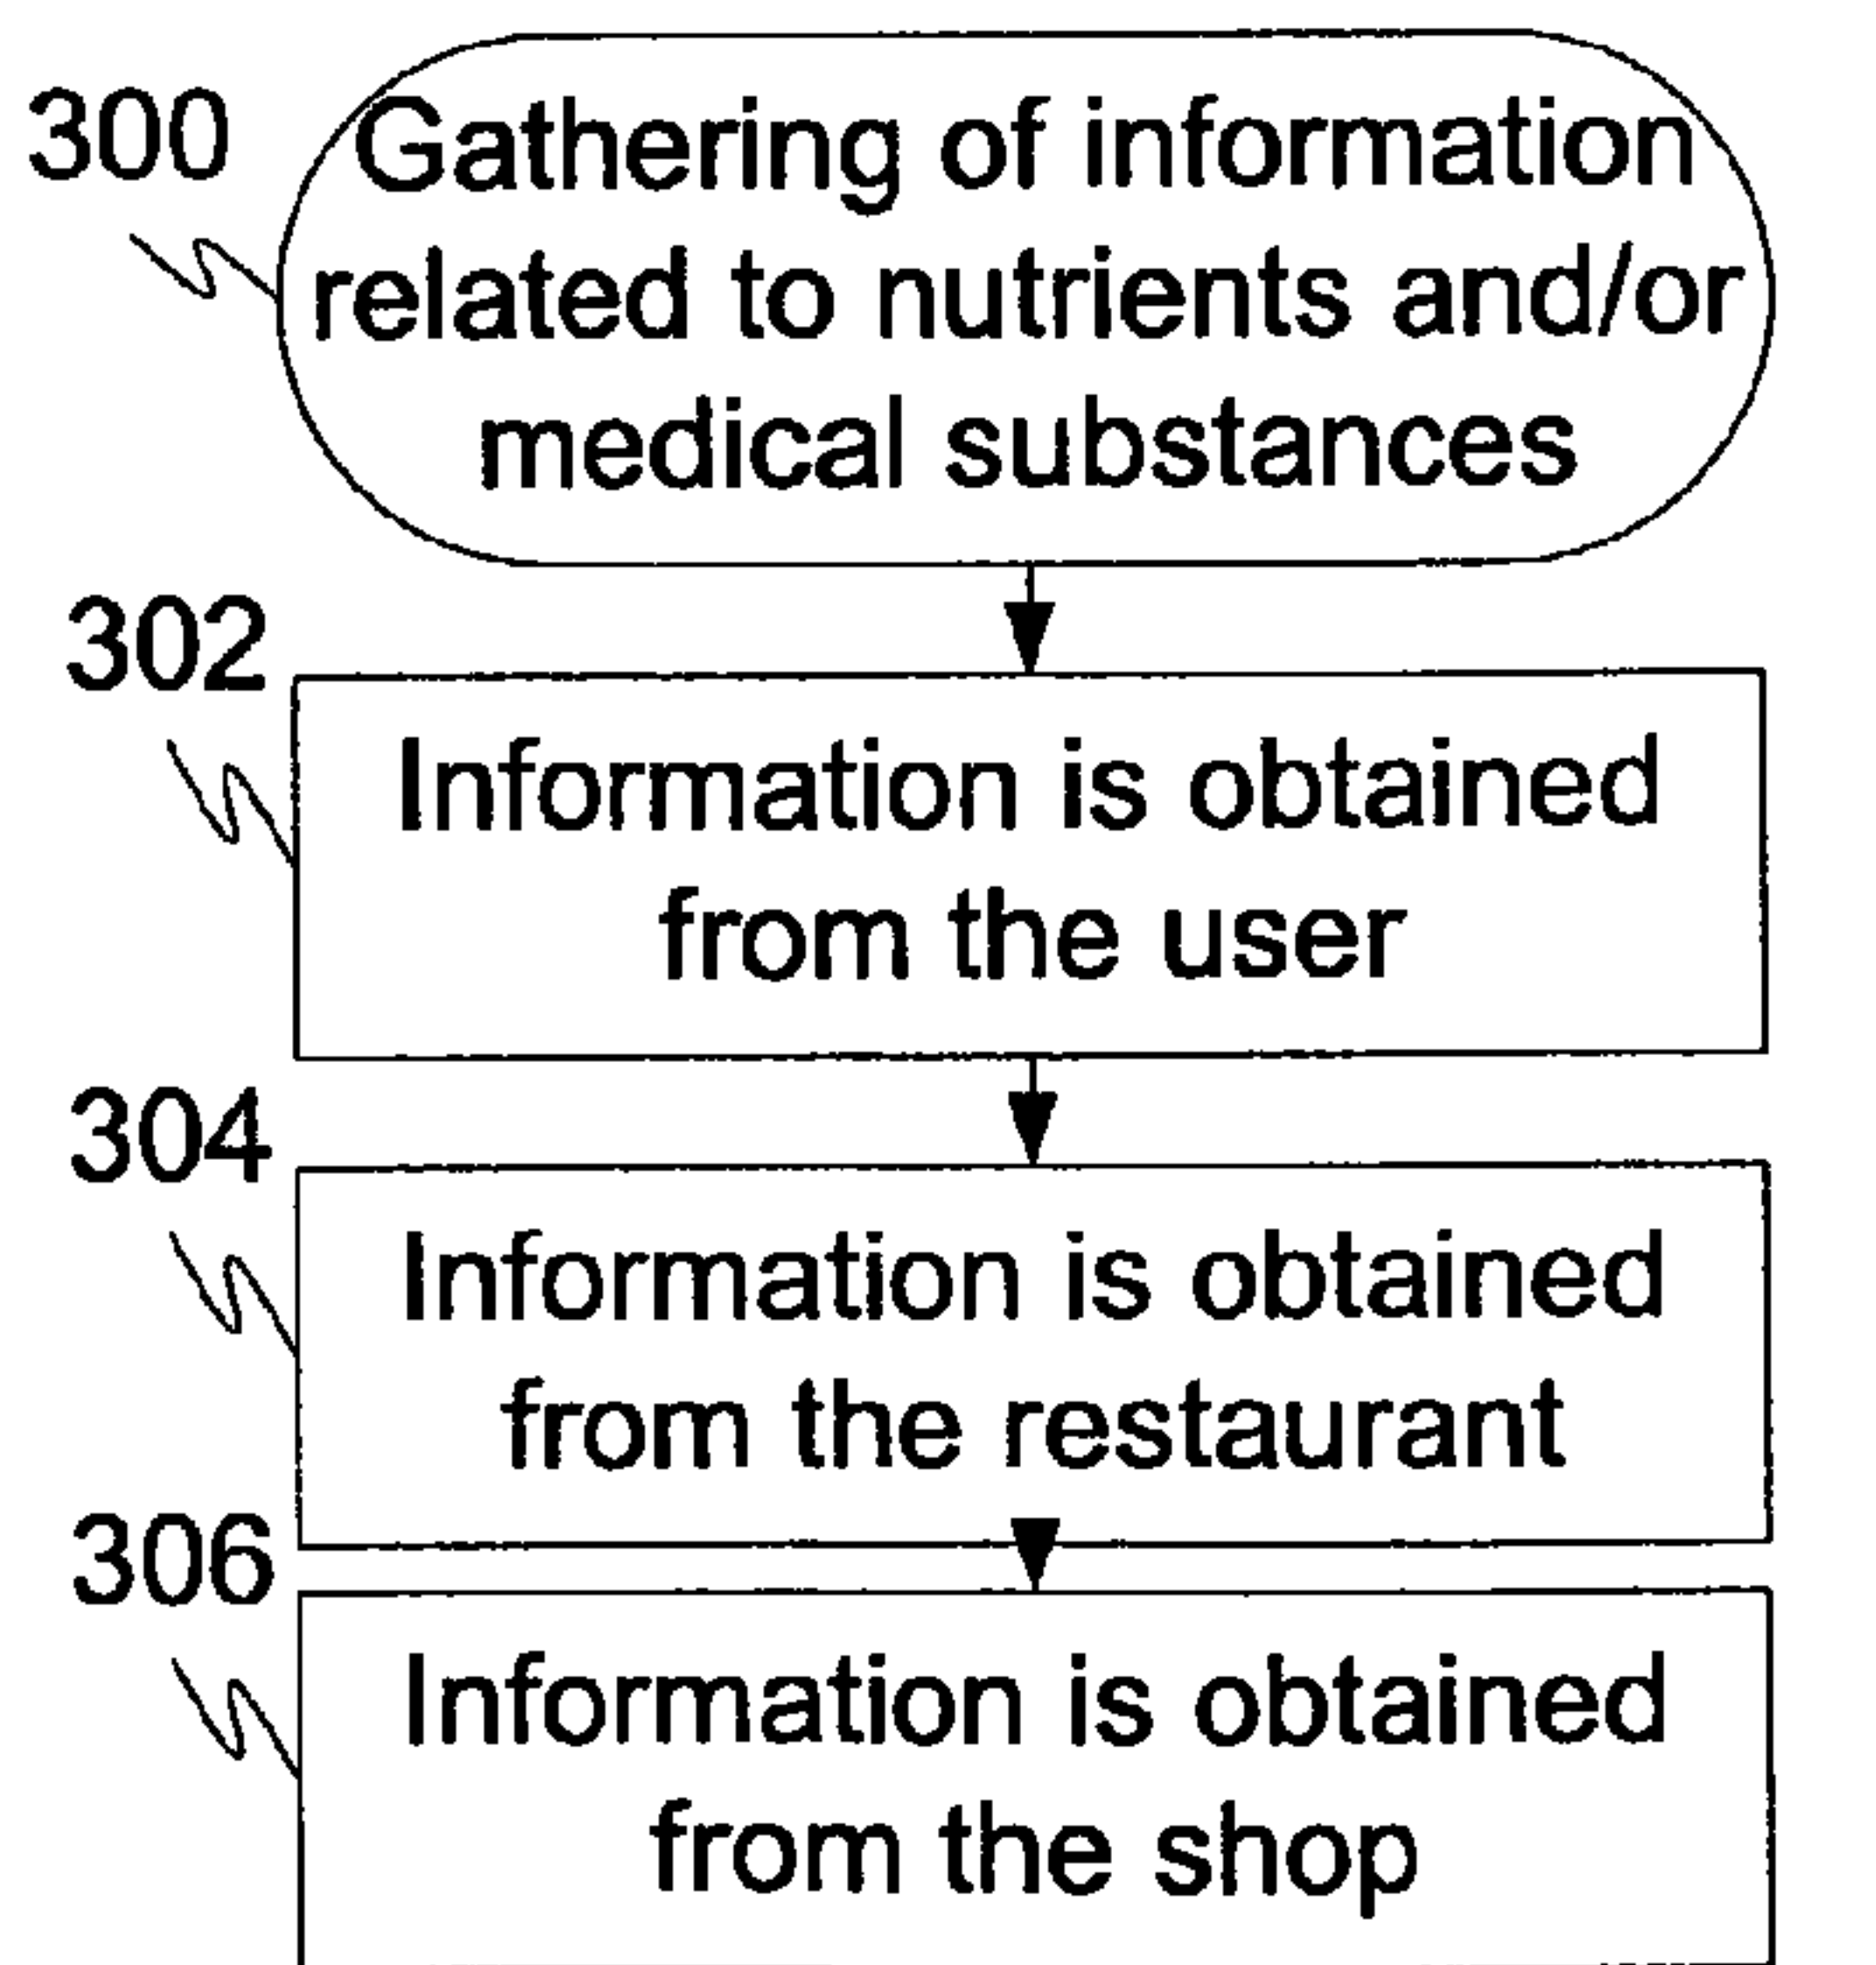 300
Gathering of information
related to nutrients and/or
medical substances
302
Information is obtained
from the user
304
Information is obtained
from the restaurant
306
Information is obtained
from the shop